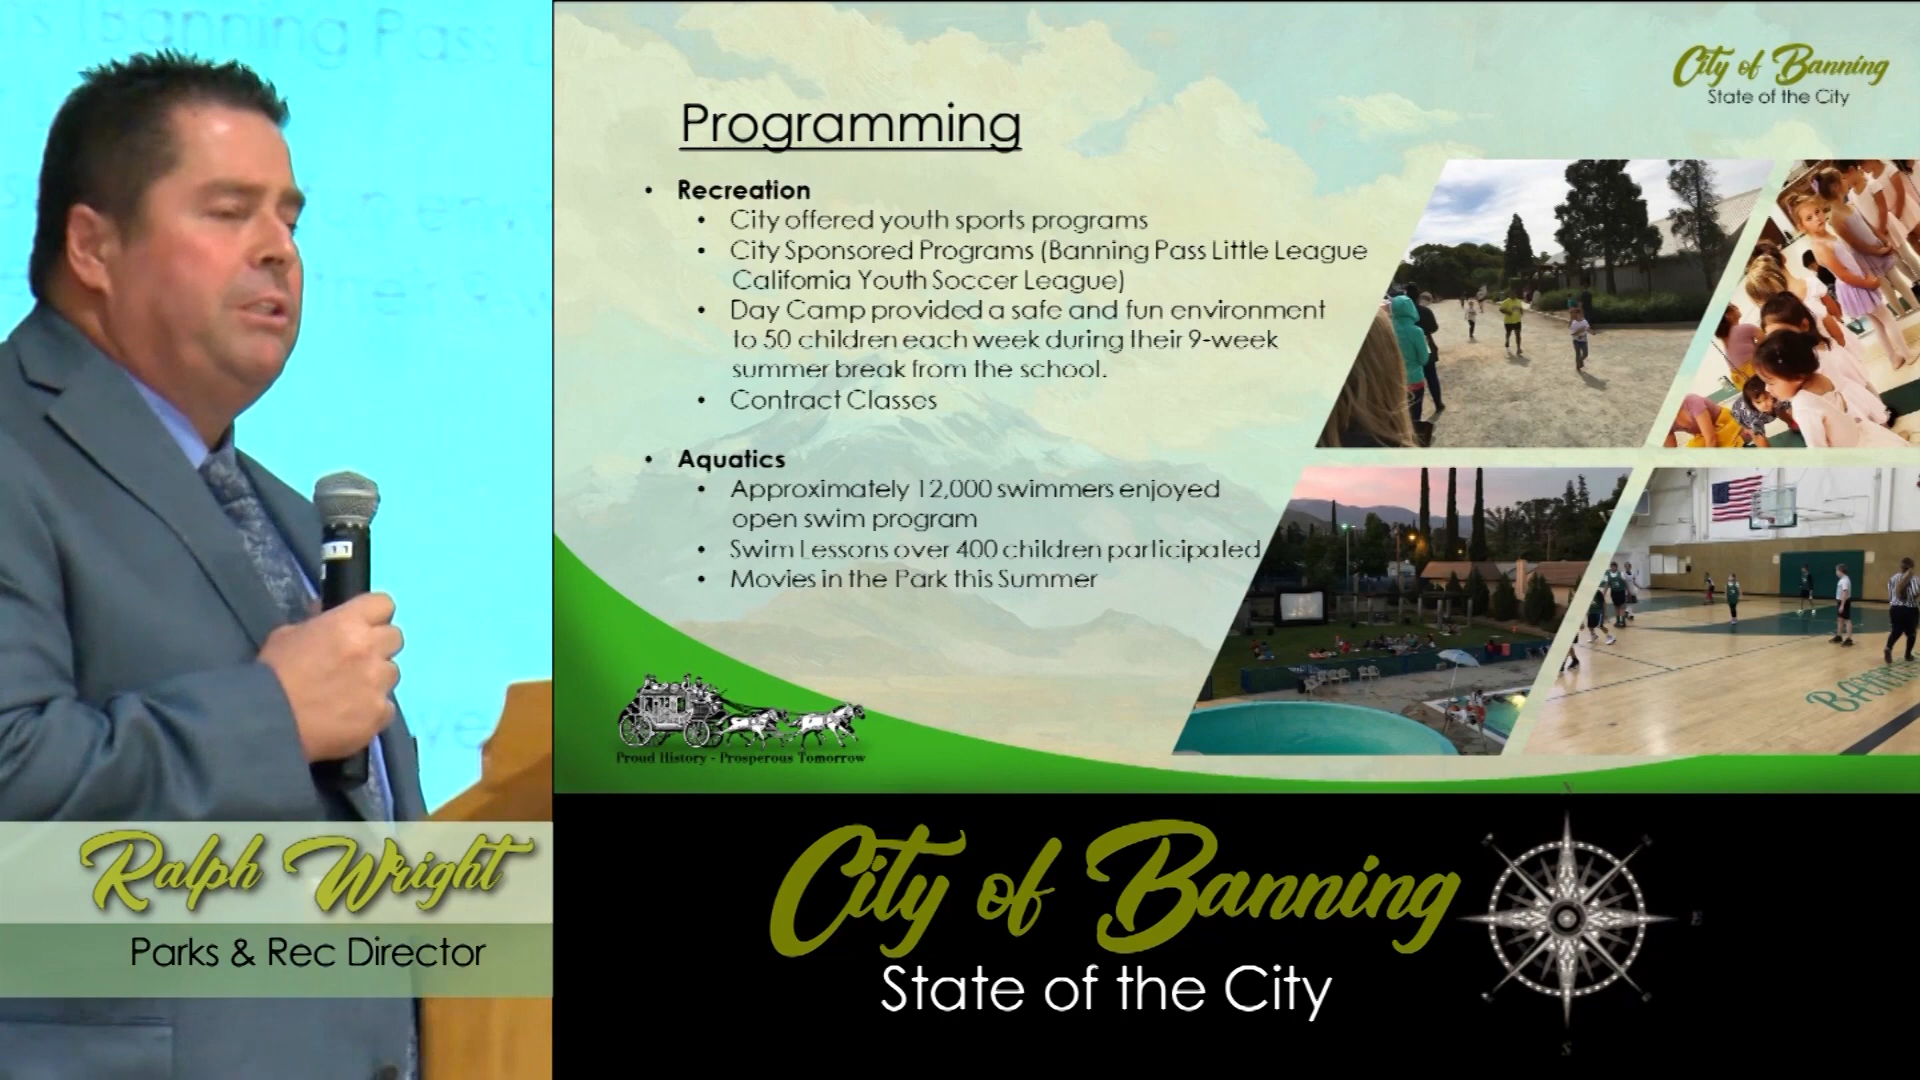 City of Banning
State of the City
Programming
• Recreation
• City offered youth sports programs
• City Sponsored Programs (Banning Pass Little League
California Youth Soccer League)
• Day Camp provided a safe and fun environment
to 50 children each week during their 9-week
summer break from the school.
• Contract Classes
• Aquatics
• Approximately 12,000 swimmers enjoyed
open swim program
• Swim Lessons over 400 children participated
• Movies in the Park this Summer
Proud History - Prosperous Tomorrow
Ralph Wright
Parks & Rec Director
City of Banning
State of the City
E
S
11
(Banning Pass